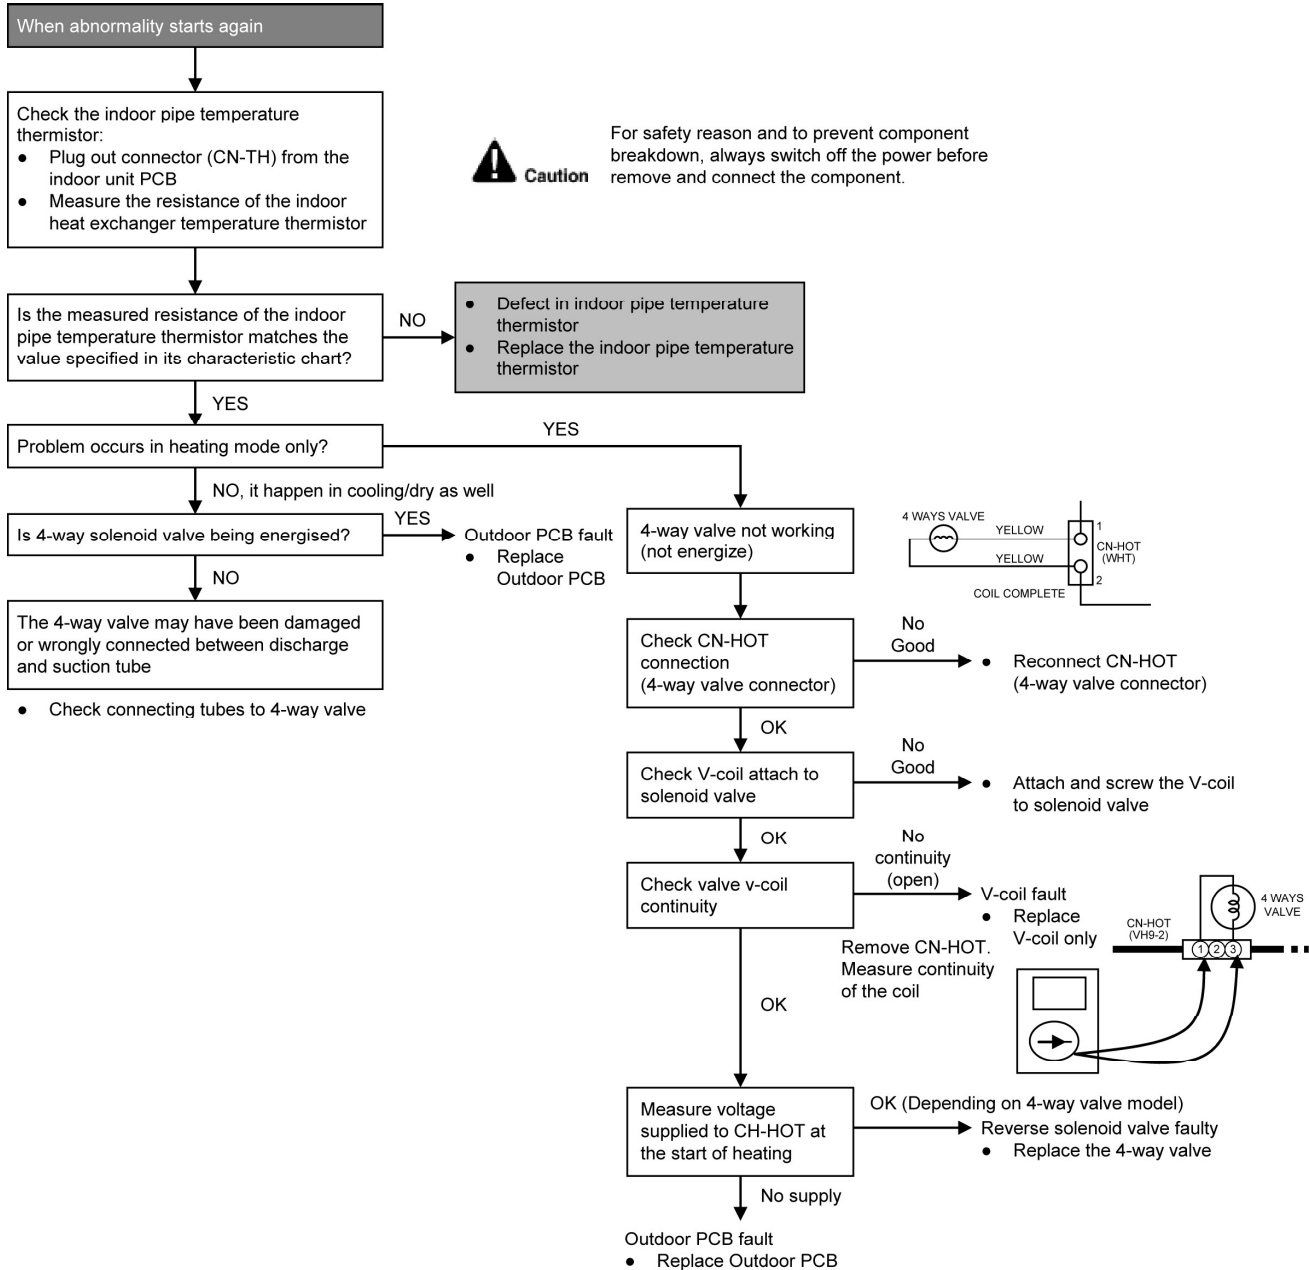 When abnormality starts again
Check the indoor pipe temperature
thermistor:
● Plug out connector (CN-TH) from the
indoor unit PCB
● Measure the resistance of the indoor
heat exchanger temperature thermistor
Caution
For safety reason and to prevent component
breakdown, always switch off the power before
remove and connect the component.
Is the measured resistance of the indoor
pipe temperature thermistor matches the
value specified in its characteristic chart?
NO
● Defect in indoor pipe temperature
thermistor
● Replace the indoor pipe temperature
thermistor
YES
Problem occurs in heating mode only?
YES
NO, it happen in cooling/dry as well
Is 4-way solenoid valve being energised?
YES
Outdoor PCB fault
● Replace
Outdoor PCB
NO
The 4-way valve may have been damaged
or wrongly connected between discharge
and suction tube
● Check connecting tubes to 4-way valve
4-way valve not working
(not energize)
4 WAYS VALVE
YELLOW
YELLOW
1
CN-HOT
(WHT)
2
COIL COMPLETE
Check CN-HOT
connection
(4-way valve connector)
No
Good
● Reconnect CN-HOT
(4-way valve connector)
OK
Check V-coil attach to
solenoid valve
No
Good
● Attach and screw the V-coil
to solenoid valve
OK
Check valve v-coil
continuity
No
continuity
(open)
V-coil fault
● Replace
V-coil only
Remove CN-HOT.
Measure continuity
of the coil
CN-HOT
(VH9-2)
4 WAYS
VALVE
1 2 3
OK
Measure voltage
supplied to CH-HOT at
the start of heating
OK (Depending on 4-way valve model)
Reverse solenoid valve faulty
● Replace the 4-way valve
No supply
Outdoor PCB fault
● Replace Outdoor PCB